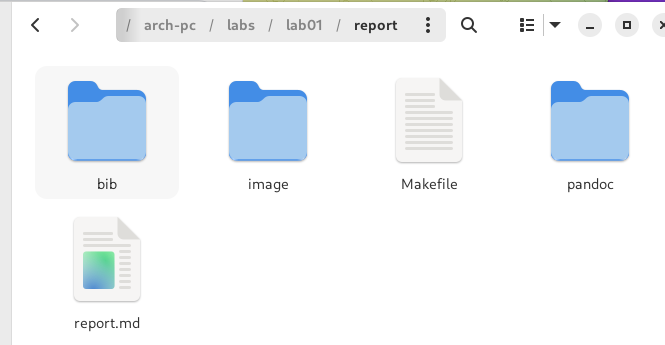 / arch-pc / labs / lab01 / report
bib
image
Makefile
pandoc
report.md